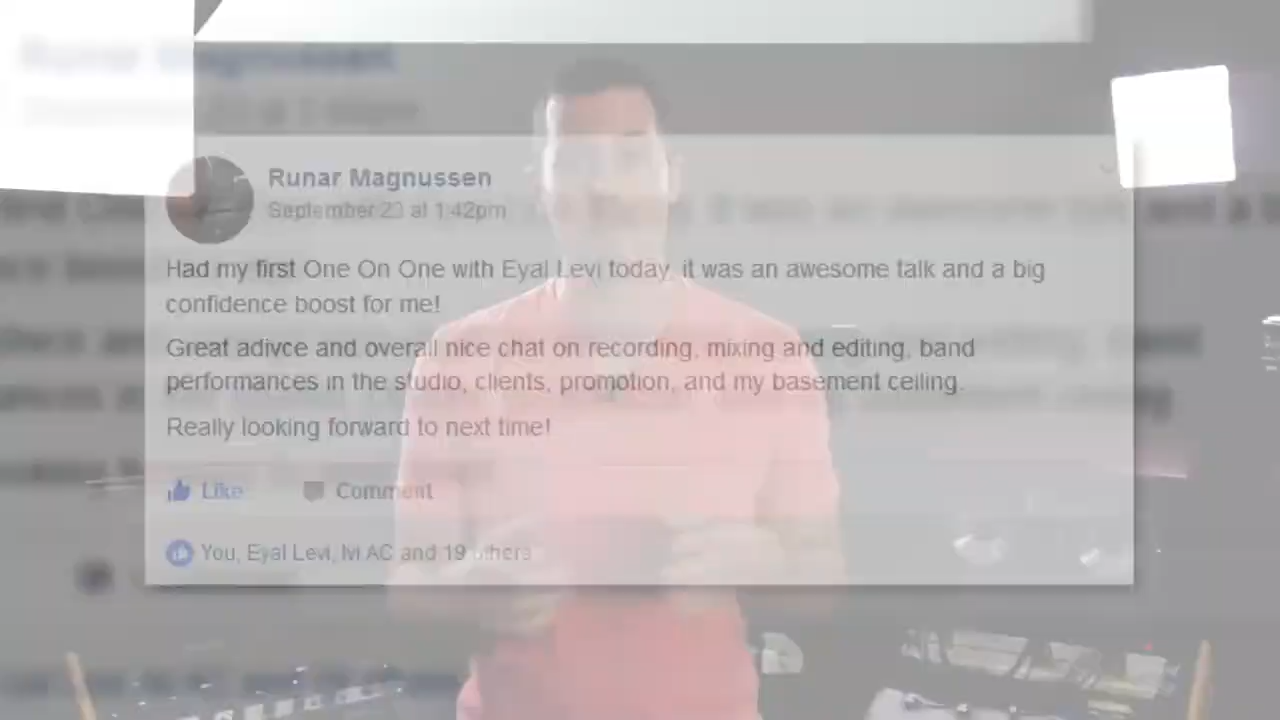 Runar Magnussen
September 23 at 1:42pm
Had my first One On One with Eyal Levi today, it was an awesome talk and a big
confidence boost for me!
Great adivce and overall nice chat on recording, mixing and editing, band
performances in the studio, clients, promotion, and my basement ceiling.
Really looking forward to next time!
Like Comment
You, Eyal Levi, Ivi AC and 19 others